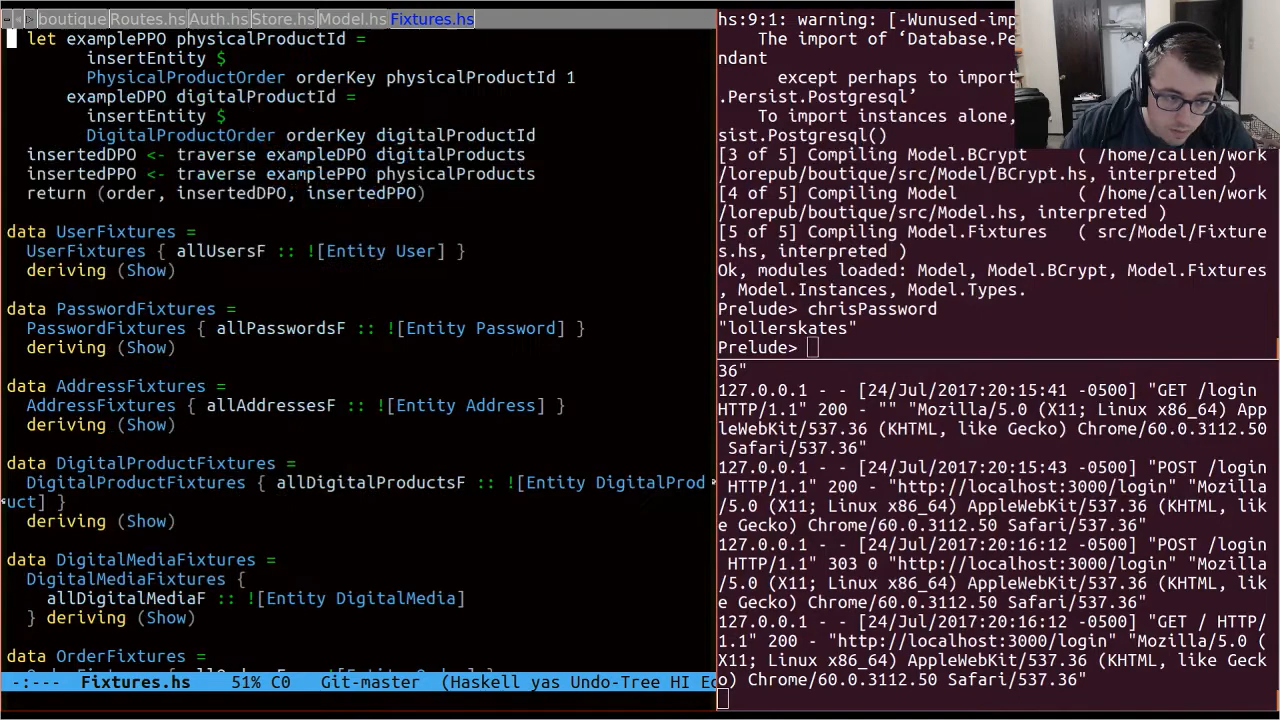 boutique Routes.hs Auth.hs Store.hs Model.hs Fixtures.hs
let examplePPO physicalProductId =
insertEntity $
PhysicalProductOrder orderKey physicalProductId 1
exampleDPO digitalProductId =
insertEntity $
DigitalProductOrder orderKey digitalProductId
insertedDPO <- traverse exampleDPO digitalProducts
insertedPPO <- traverse examplePPO physicalProducts
return (order, insertedDPO, insertedPPO)
data UserFixtures =
UserFixtures { allUsersF :: ![Entity User] }
deriving (Show)
data PasswordFixtures =
PasswordFixtures { allPasswordsF :: ![Entity Password] }
deriving (Show)
data AddressFixtures =
AddressFixtures { allAddressesF :: ![Entity Address] }
deriving (Show)
data DigitalProductFixtures =
DigitalProductFixtures { allDigitalProductsF :: ![Entity DigitalProd
uct] }
deriving (Show)
data DigitalMediaFixtures =
DigitalMediaFixtures {
allDigitalMediaF :: ![Entity DigitalMedia]
} deriving (Show)
data OrderFixtures =
-:--- Fixtures.hs 51% C0 Git-master (Haskell yas Undo-Tree HI Ec
hs:9:1: warning: [-Wunused-imp
The import of ‘Database.Pe
ndant
except perhaps to import
.Persist.Postgresql’
To import instances alone,
sist.Postgresql()
[3 of 5] Compiling Model.BCrypt ( /home/callen/work
/lorepub/boutique/src/Model/BCrypt.hs, interpreted )
[4 of 5] Compiling Model ( /home/callen/work
/lorepub/boutique/src/Model.hs, interpreted )
[5 of 5] Compiling Model.Fixtures ( src/Model/Fixture
s.hs, interpreted )
Ok, modules loaded: Model, Model.BCrypt, Model.Fixtures
, Model.Instances, Model.Types.
Prelude> chrisPassword
"lollerskates"
Prelude>
36"
127.0.0.1 - - [24/Jul/2017:20:15:41 -0500] "GET /login
HTTP/1.1" 200 - "" "Mozilla/5.0 (X11; Linux x86_64) App
leWebKit/537.36 (KHTML, like Gecko) Chrome/60.0.3112.50
Safari/537.36"
127.0.0.1 - - [24/Jul/2017:20:15:43 -0500] "POST /login
HTTP/1.1" 200 - "http://localhost:3000/login" "Mozilla
/5.0 (X11; Linux x86_64) AppleWebKit/537.36 (KHTML, lik
e Gecko) Chrome/60.0.3112.50 Safari/537.36"
127.0.0.1 - - [24/Jul/2017:20:16:12 -0500] "POST /login
HTTP/1.1" 303 0 - "http://localhost:3000/login" "Mozilla
/5.0 (X11; Linux x86_64) AppleWebKit/537.36 (KHTML, lik
e Gecko) Chrome/60.0.3112.50 Safari/537.36"
127.0.0.1 - - [24/Jul/2017:20:16:12 -0500] "GET / HTTP/
1.1" 200 - "http://localhost:3000/login" "Mozilla/5.0 (
X11; Linux x86_64) AppleWebKit/537.36 (KHTML, like Geck
o) Chrome/60.0.3112.50 Safari/537.36"